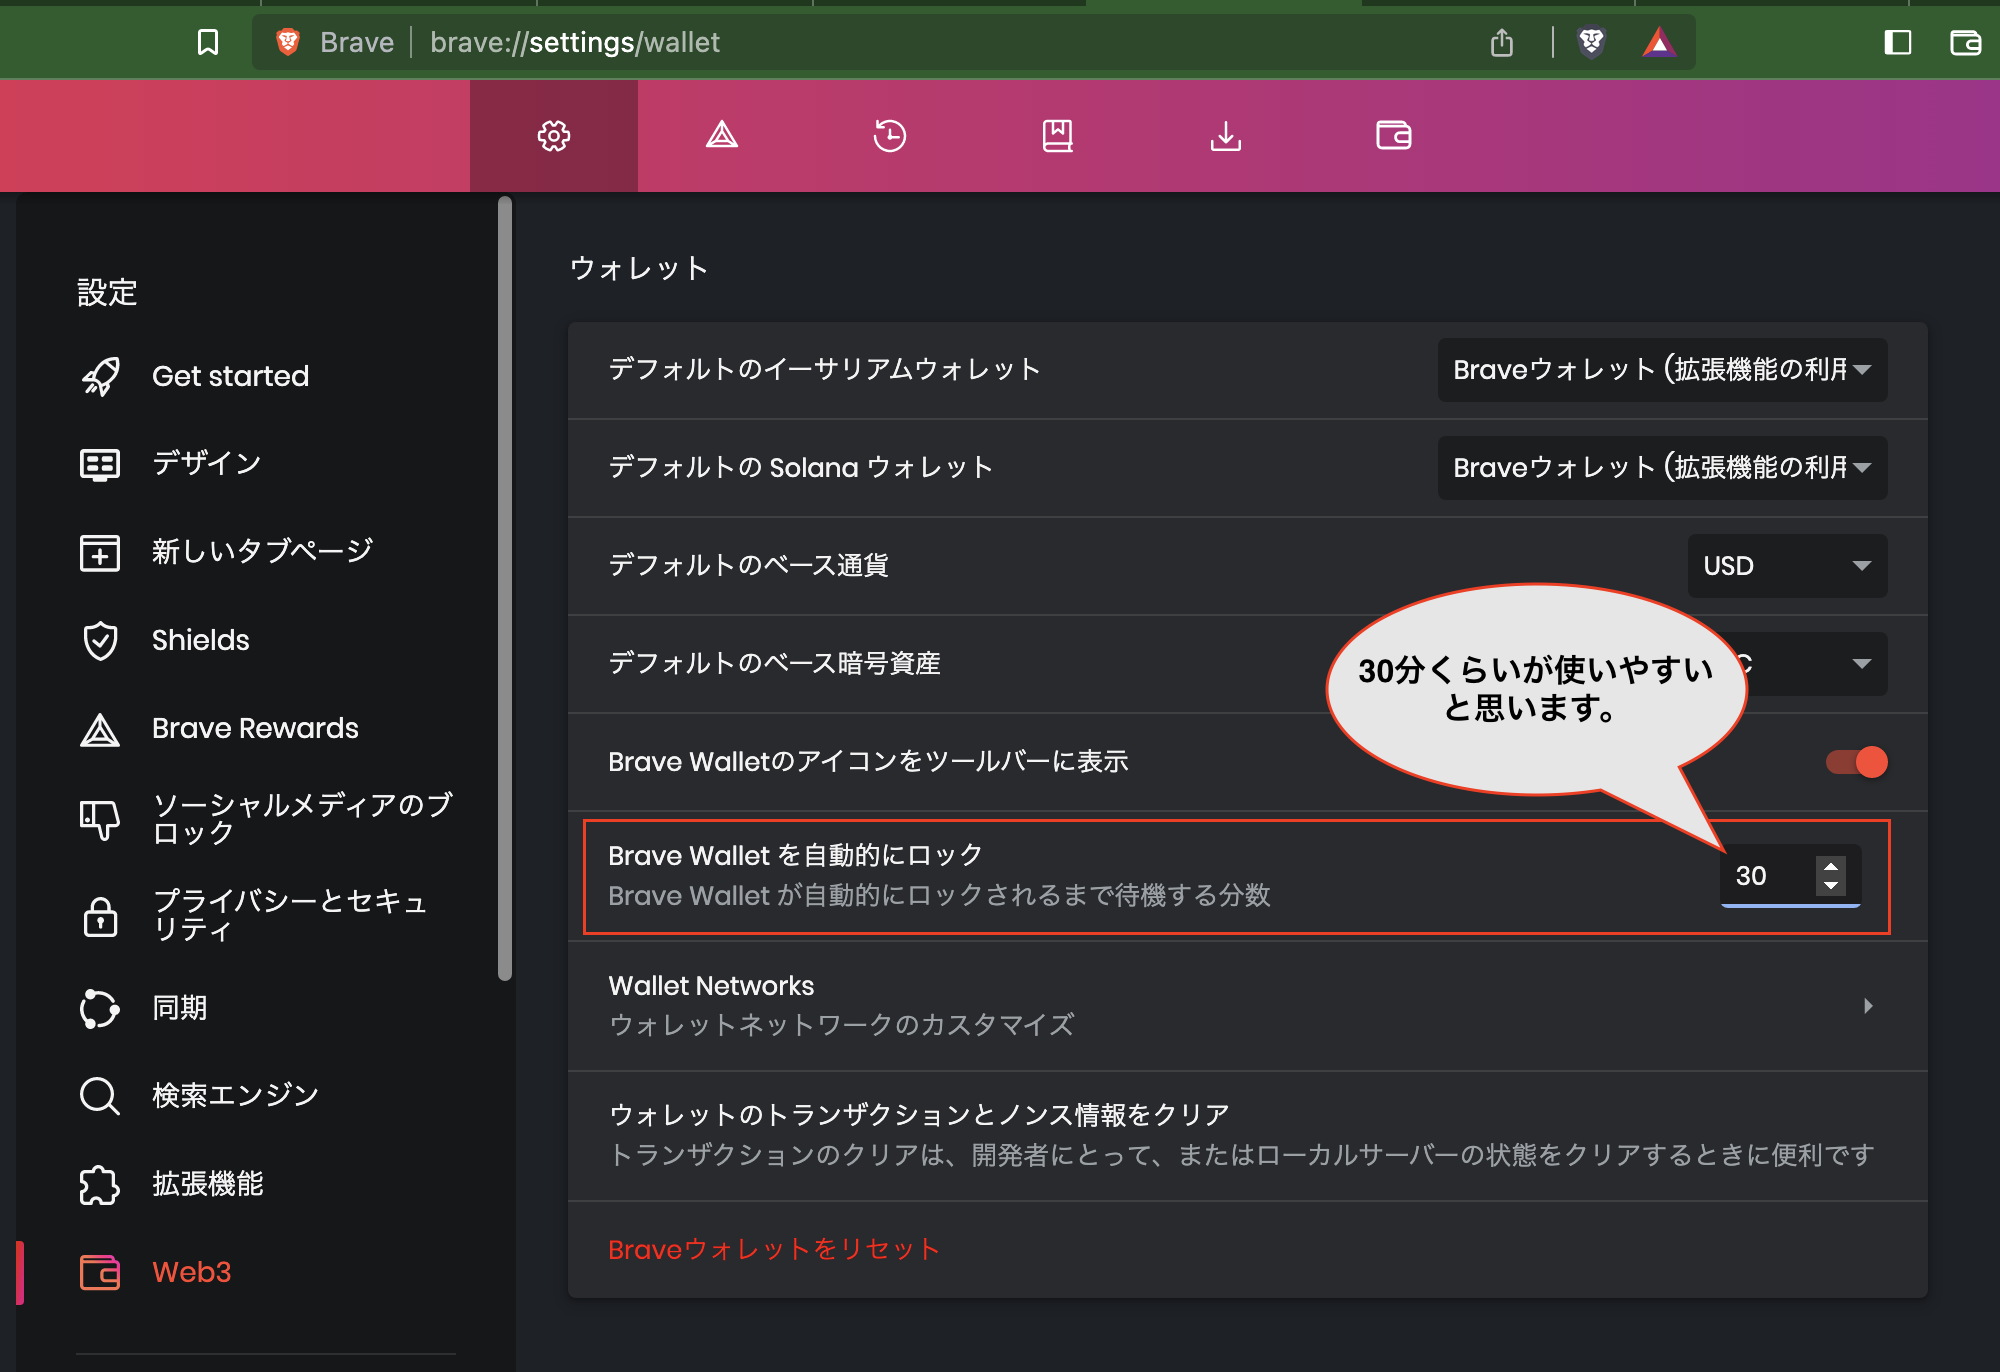 Brave
brave://settings/wallet
設定
Get started
デザイン
新しいタブページ
Shields
Brave Rewards
ソーシャルメディアのブ
ロック
プライバシーとセキュ
リティ
同期
検索エンジン
拡張機能
Web3
ウォレット
デフォルトのイーサリアムウォレット
Braveウォレット (拡張機能の利用
デフォルトの Solana ウォレット
Braveウォレット (拡張機能の利用
デフォルトのベース通貨
USD
デフォルトのベース暗号資産
30分くらいが使いやすい
と思います。
Brave Walletのアイコンをツールバーに表示
Brave Wallet を自動的にロック
Brave Wallet が自動的にロックされるまで待機する分数
30
Wallet Networks
ウォレットネットワークのカスタマイズ
ウォレットのトランザクションとノンス情報をクリア
トランザクションのクリアは、開発者にとって、またはローカルサーバーの状態をクリアするときに便利です
Braveウォレットをリセット